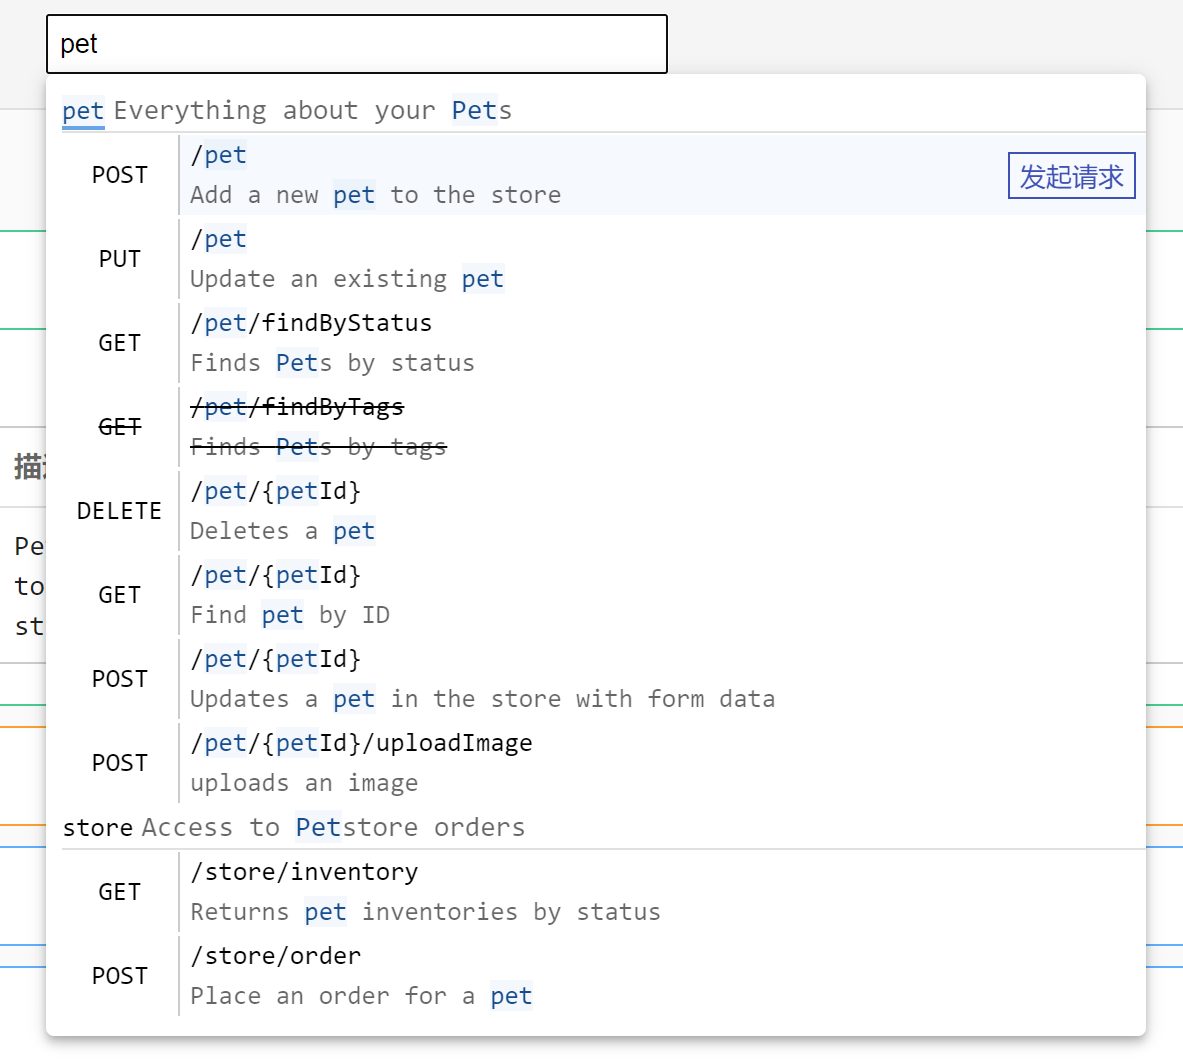 pet
pet Everything about your Pets
POST
/pet
Add a new pet to the store
发起请求
PUT
/pet
Update an existing pet
GET
/pet/findByStatus
Finds Pets by status
GET
/pet/findByTags
Finds Pets by tags
DELETE
/pet/{petId}
Deletes a pet
GET
/pet/{petId}
Find pet by ID
POST
/pet/{petId}
Updates a pet in the store with form data
POST
/pet/{petId}/uploadImage
uploads an image
store Access to Petstore orders
GET
/store/inventory
Returns pet inventories by status
POST
/store/order
Place an order for a pet
描
Pe
to
st